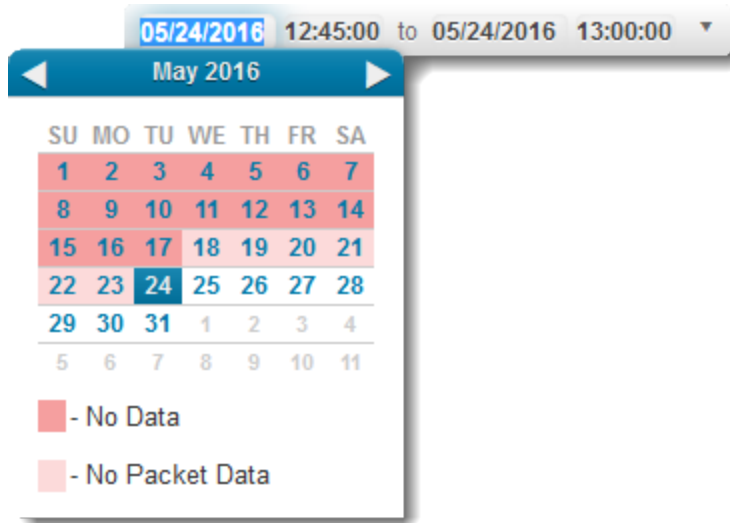 05/24/2016 12:45:00 to 05/24/2016 13:00:00
May 2016
SU MO TU WE TH FR SA
1 2 3 4 5 6 7
8 9 10 11 12 13 14
15 16 17 18 19 20 21
22 23 24 25 26 27 28
29 30 31 1 2 3 4
5 6 7 8 9 10 11
- No Data
- No Packet Data